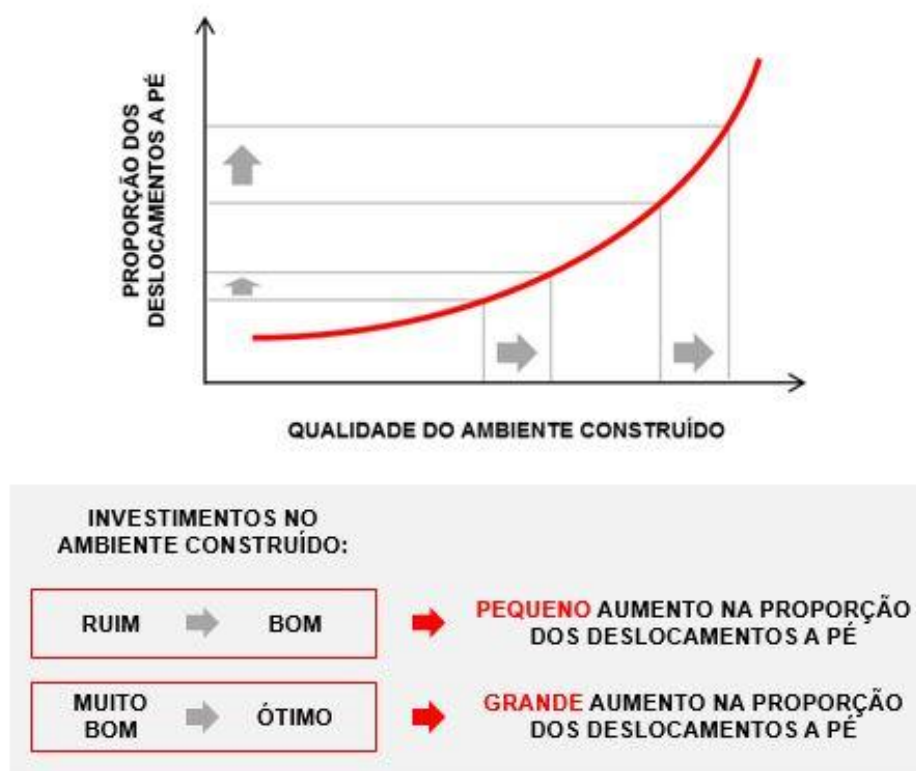 PROPORÇÃO DOS
DESLOCAMENTOS A PÉ
QUALIDADE DO AMBIENTE CONSTRUÍDO
INVESTIMENTOS NO
AMBIENTE CONSTRUÍDO:
RUIM
BOM
PEQUENO AUMENTO NA PROPORÇÃO
DOS DESLOCAMENTOS A PÉ
MUITO
BOM
ÓTIMO
GRANDE AUMENTO NA PROPORÇÃO
DOS DESLOCAMENTOS A PÉ